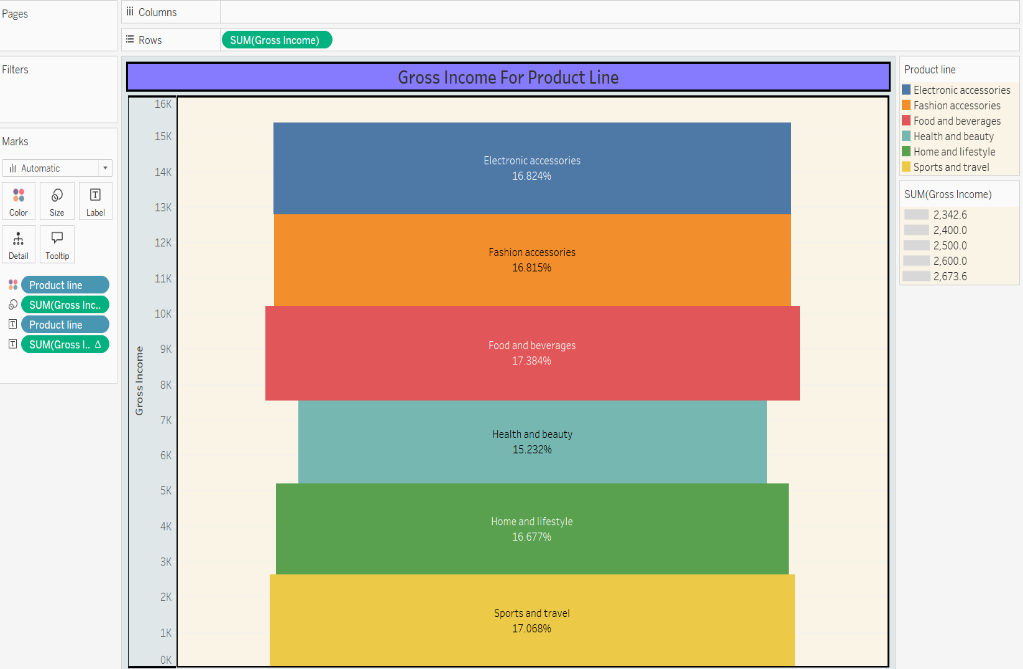 Pages
Columns
Rows
SUM(Gross Income)
Filters
Marks
Automatic
Color
Size
Label
Detail
Tooltip
Product line
SUM(Gross Inc..
Product line
SUM(Gross I.. Δ
Gross Income For Product Line
Gross Income
16K
15K
14K
13K
12K
11K
10K
9K
8K
7K
6K
5K
4K
3K
2K
1K
0K
Electronic accessories
16.824%
Fashion accessories
16.815%
Food and beverages
17.384%
Health and beauty
15.232%
Home and lifestyle
16.677%
Sports and travel
17.068%
Product line
Electronic accessories
Fashion accessories
Food and beverages
Health and beauty
Home and lifestyle
Sports and travel
SUM(Gross Income)
2,342.6
2,400.0
2,500.0
2,600.0
2,673.6